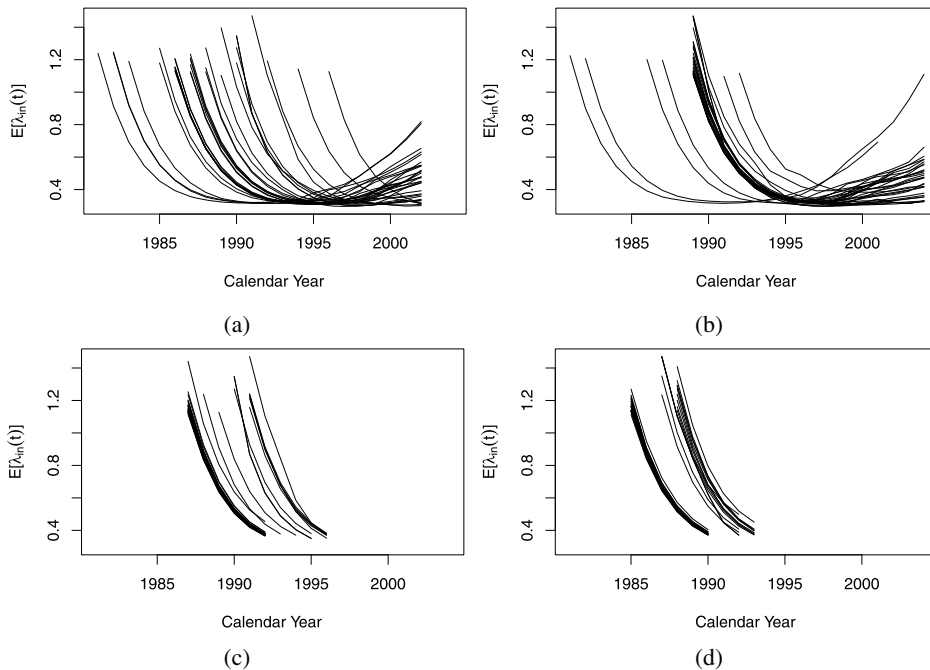 1.2
0.8
0.4
E[λin(t)]
1985 1990 1995 2000
Calendar Year
(a)
1.2
0.8
0.4
E[λin(t)]
1985 1990 1995 2000
Calendar Year
(b)
1.2
0.8
0.4
E[λin(t)]
1985 1990 1995 2000
Calendar Year
(c)
1.2
0.8
0.4
E[λin(t)]
1985 1990 1995 2000
Calendar Year
(d)